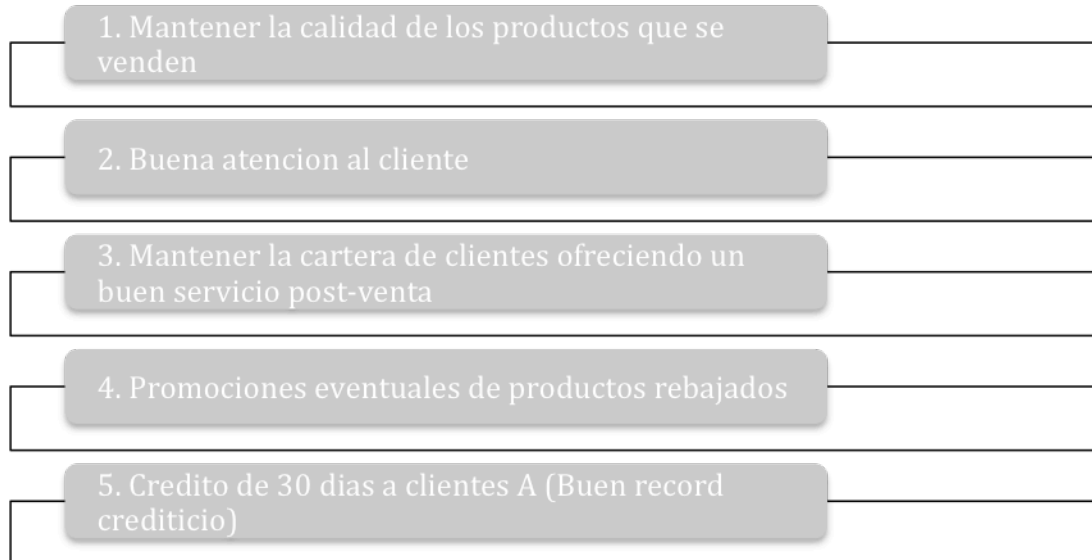 1. Mantener la calidad de los productos que se
venden
2. Buena atencion al cliente
3. Mantener la cartera de clientes ofreciendo un
buen servicio post-venta
4. Promociones eventuales de productos rebajados
5. Credito de 30 dias a clientes A (Buen record
crediticio)